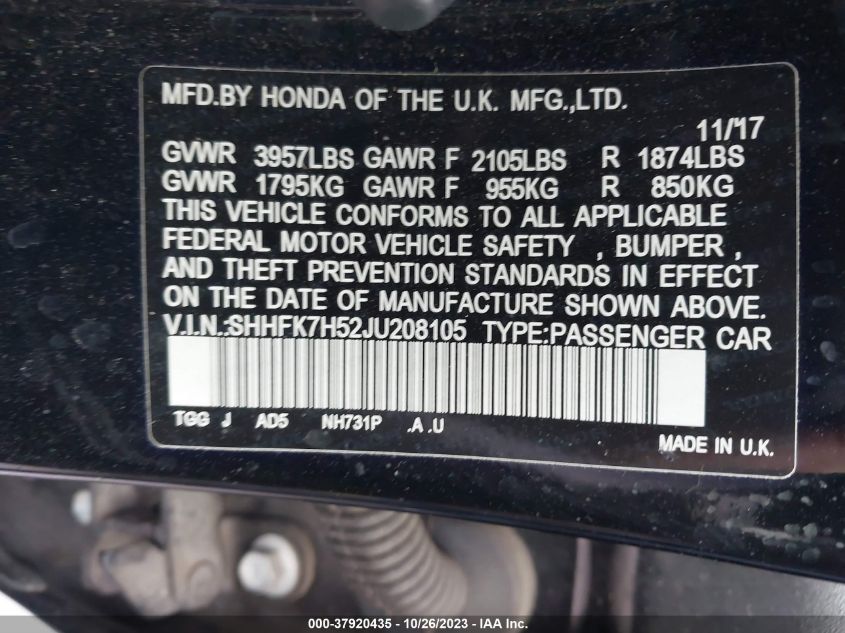 MFD.BY HONDA OF THE U.K. MFG.,LTD.
11/17
GVWR 3957LBS GAWR F 2105LBS R 1874LBS
GVWR 1795KG GAWR F 955KG R 850KG
THIS VEHICLE CONFORMS TO ALL APPLICABLE
FEDERAL MOTOR VEHICLE SAFETY , BUMPER ,
AND THEFT PREVENTION STANDARDS IN EFFECT
ON THE DATE OF MANUFACTURE SHOWN ABOVE.
V.I.N.:SHHFK7H52JU208105 TYPE:PASSENGER CAR
TGG J AD5 NH731P .A .U
MADE IN U.K.
000-37920435 - 10/26/2023 - IAA Inc.